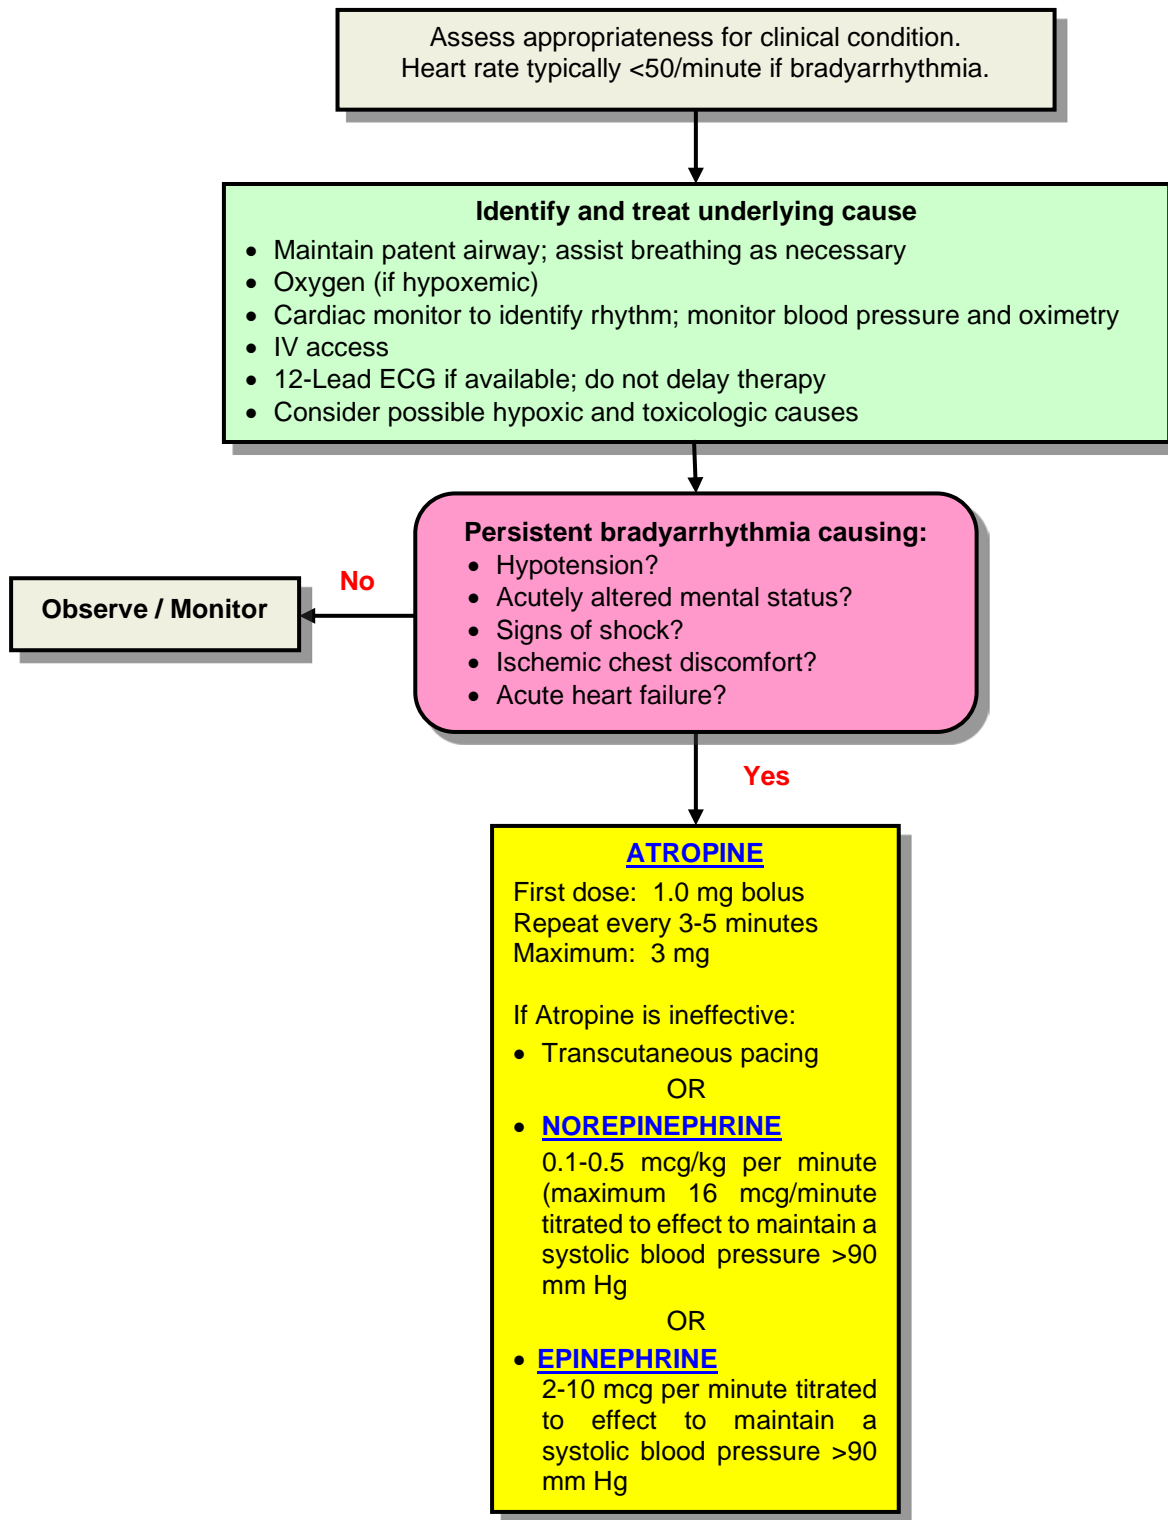 Assess appropriateness for clinical condition.
Heart rate typically <50/minute if bradyarrhythmia.
Identify and treat underlying cause
• Maintain patent airway; assist breathing as necessary
• Oxygen (if hypoxemic)
• Cardiac monitor to identify rhythm; monitor blood pressure and oximetry
• IV access
• 12-Lead ECG if available; do not delay therapy
• Consider possible hypoxic and toxicologic causes
Persistent bradyarrhythmia causing:
• Hypotension?
• Acutely altered mental status?
• Signs of shock?
• Ischemic chest discomfort?
• Acute heart failure?
No
Observe / Monitor
Yes
ATROPINE
First dose: 1.0 mg bolus
Repeat every 3-5 minutes
Maximum: 3 mg
If Atropine is ineffective:
• Transcutaneous pacing
OR
• NOREPINEPHRINE
0.1-0.5 mcg/kg per minute
(maximum 16 mcg/minute
titrated to effect to maintain a
systolic blood pressure >90
mm Hg
OR
• EPINEPHRINE
2-10 mcg per minute titrated
to effect to maintain a
systolic blood pressure >90
mm Hg